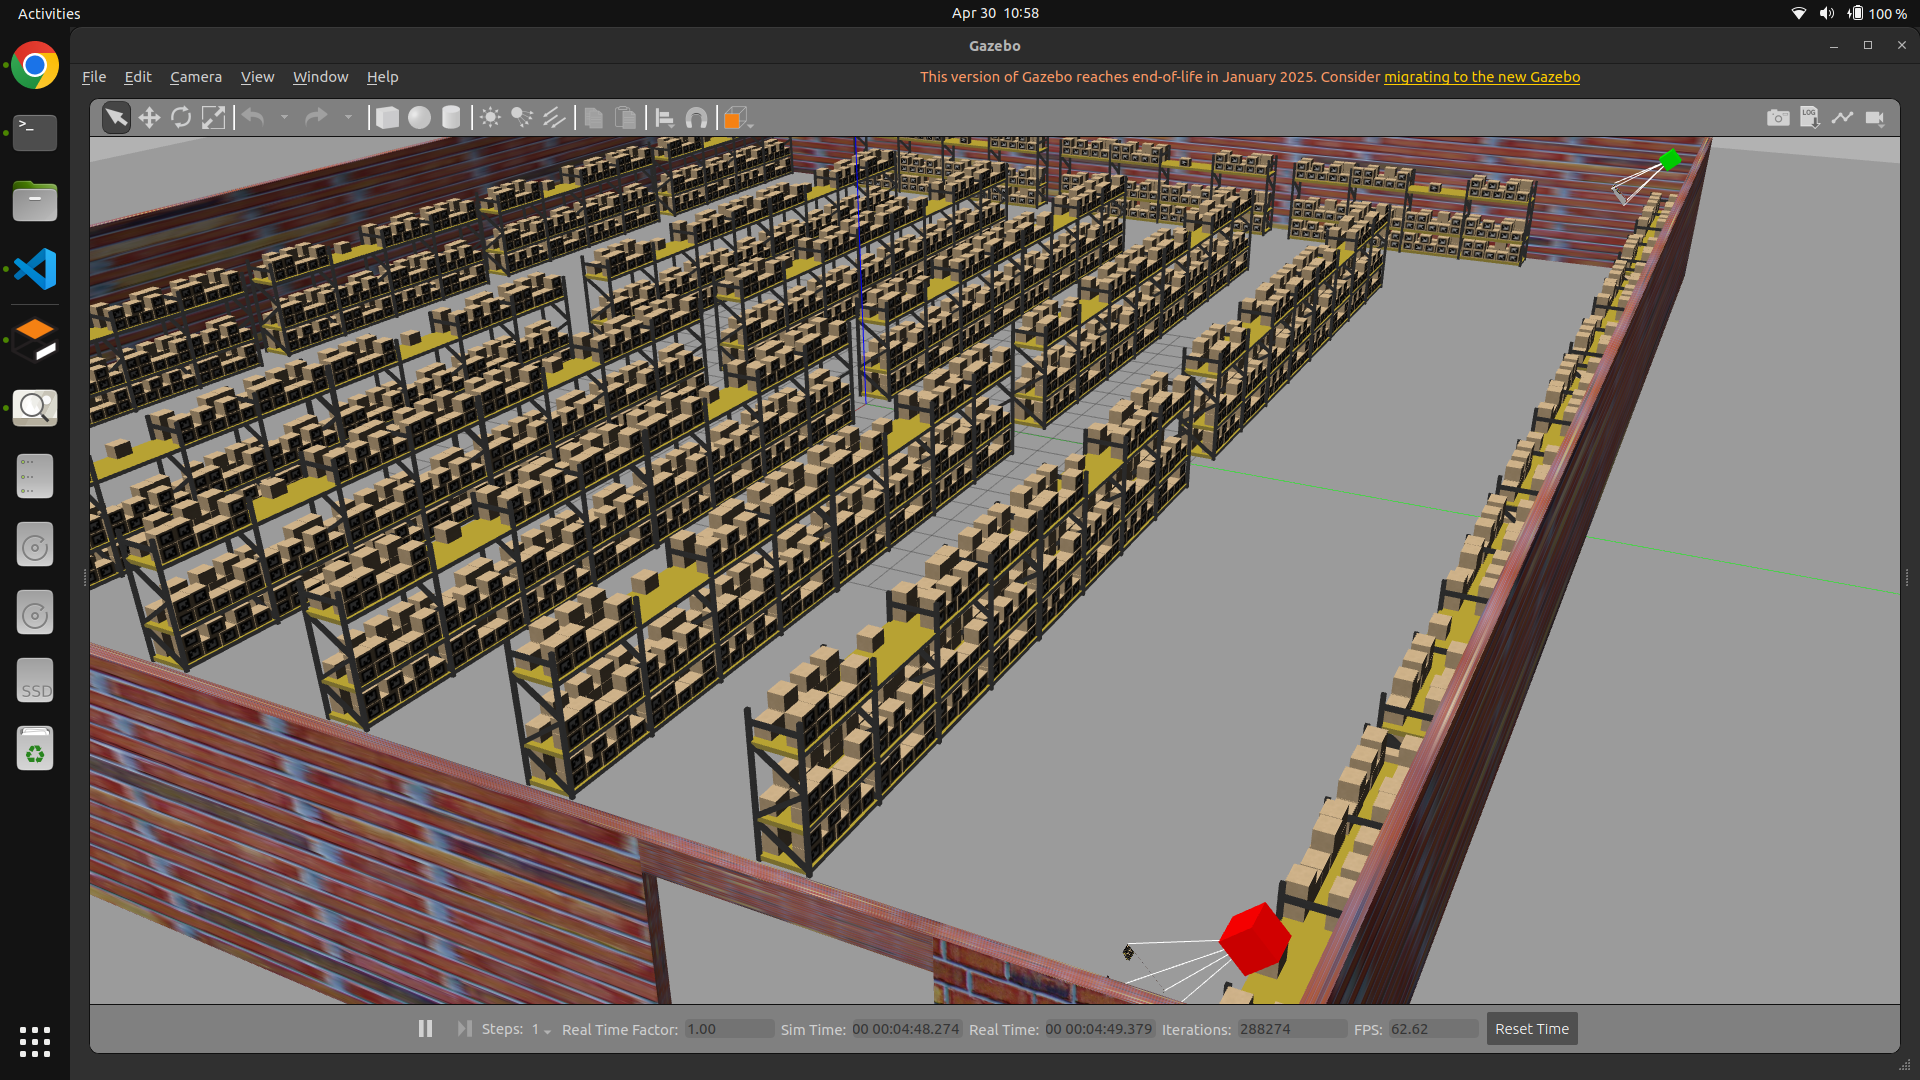 Activities
Apr 30 10:58
100 %
Gazebo
File Edit Camera View Window Help
This version of Gazebo reaches end-of-life in January 2025. Consider migrating to the new Gazebo
LOG
>_
SSD
Steps: 1 Real Time Factor: 1.00 Sim Time: 00 00:04:48.274 Real Time: 00 00:04:49.379 Iterations: 288274 FPS: 62.62 Reset Time